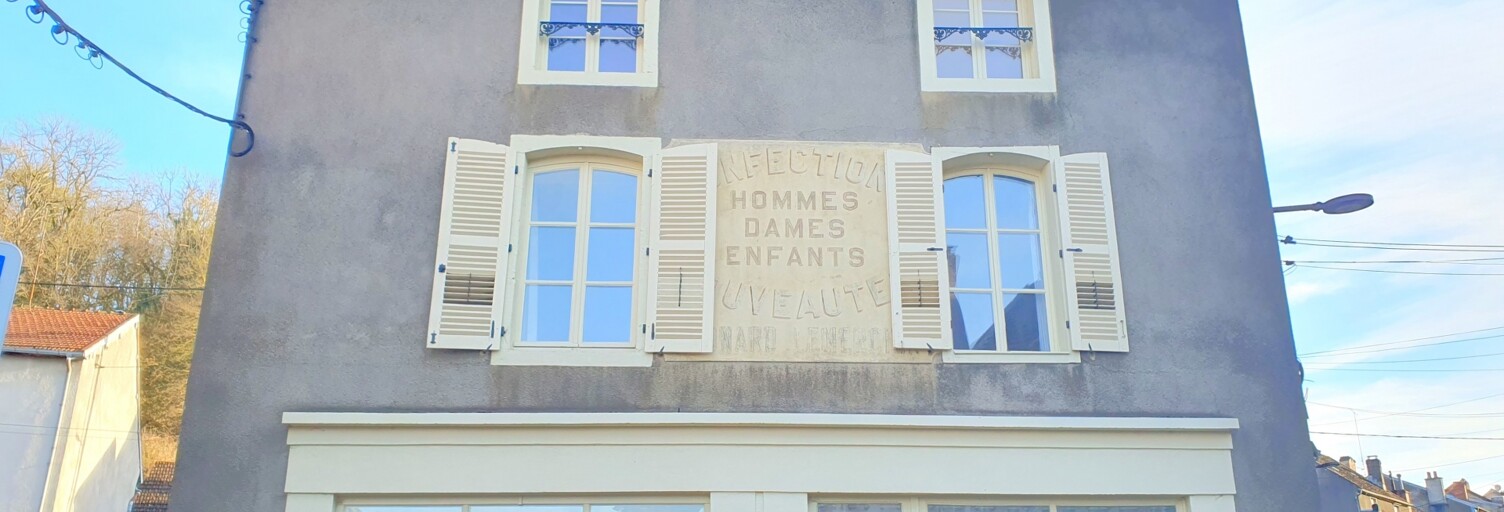 NFECTION
HOMMES
DAMES
ENFANTS
UVEAUTE